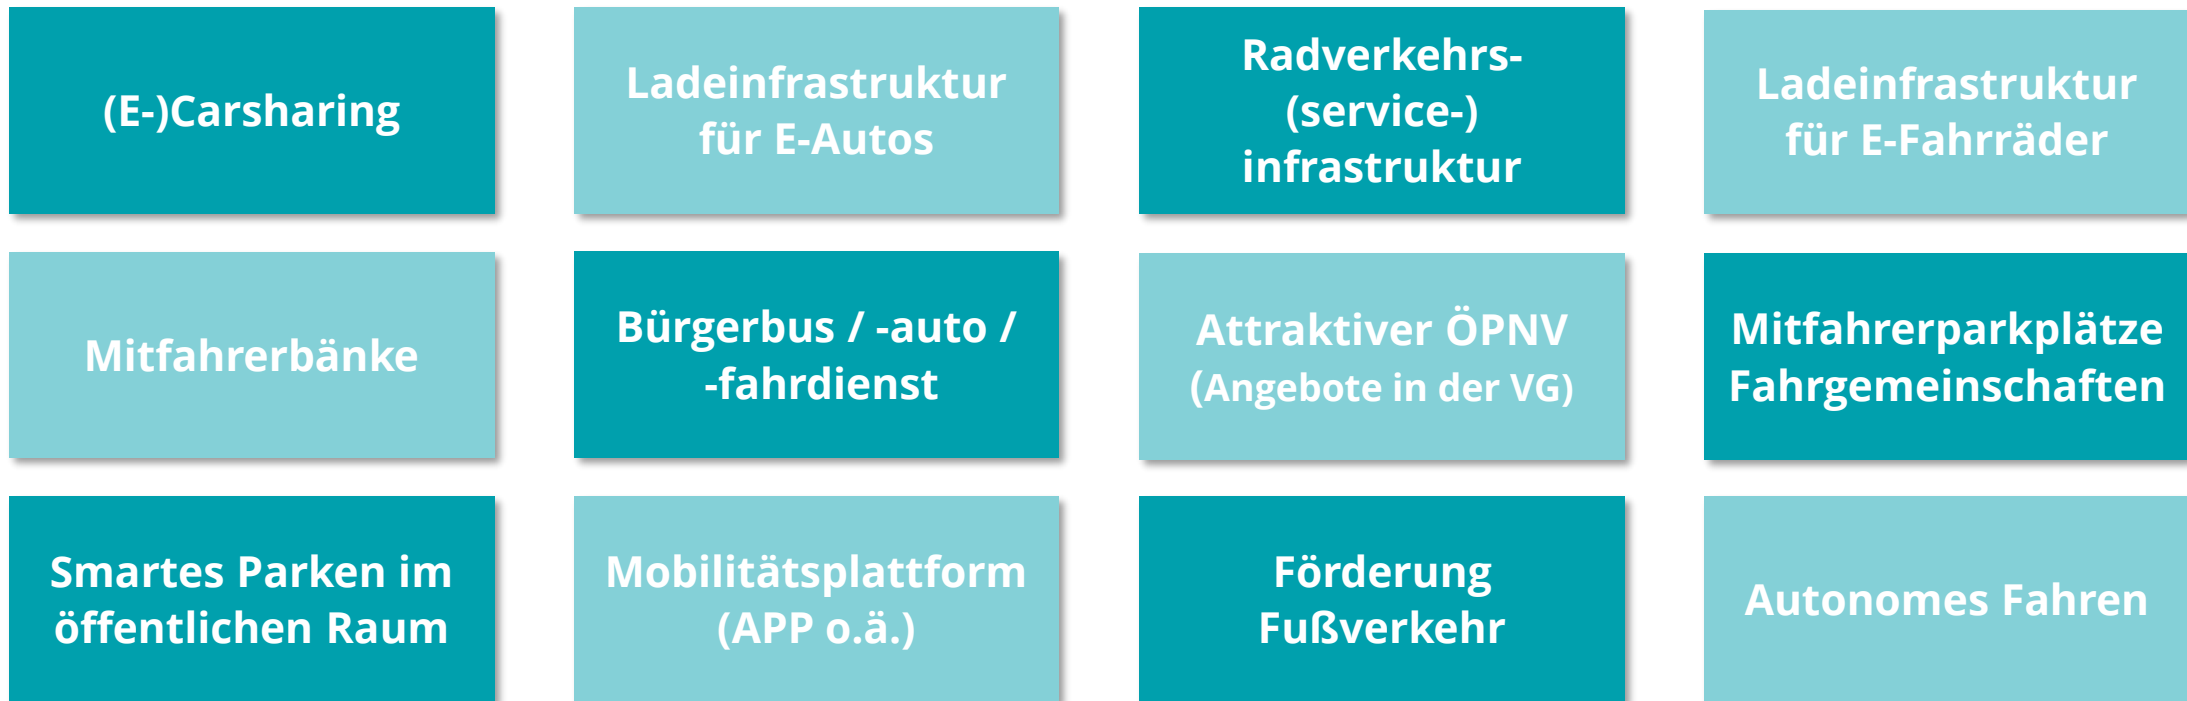 (E-)Carsharing
Ladeinfrastruktur
für E-Autos
Radverkehrs-
(service-)
infrastruktur
Ladeinfrastruktur
für E-Fahrräder
Mitfahrerbänke
Bürgerbus / -auto /
-fahrdienst
Attraktiver ÖPNV
(Angebote in der VG)
Mitfahrerparkplätze
Fahrgemeinschaften
Smartes Parken im
öffentlichen Raum
Mobilitätsplattform
(APP o.ä.)
Förderung
Fußverkehr
Autonomes Fahren